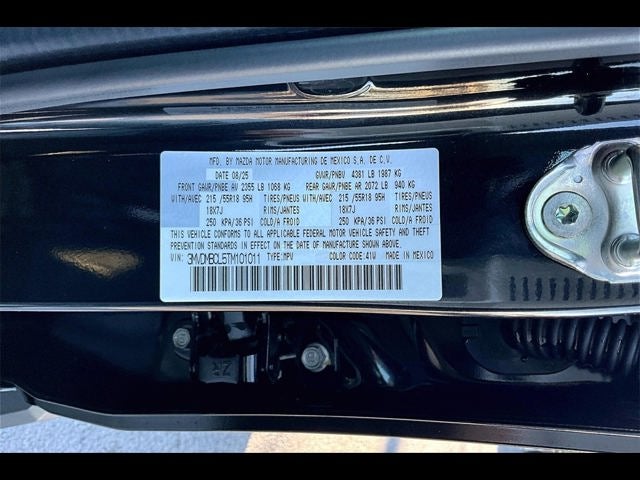 MFD. BY MAZDA MOTOR MANUFACTURING DE MEXICO S.A. DE C.V.
DATE 08/25 GVWR/PNBV 4381 LB 1987 KG
FRONT GAWR/PNBE AV 2355 LB 1068 KG REAR GAWR/PNBE AR 2072 LB 940 KG
WITH/AVEC 215 /55R18 95H TIRES/PNEUS WITH/AVEC 215 /55R18 95H TIRES/PNEUS
18X7J RIMS/JANTES 18X7J RIMS/JANTES
250 KPA/36 PSI COLD/A FROID 250 KPA/36 PSI COLD/A FROID
THIS VEHICLE CONFORMS TO ALL APPLICABLE FEDERAL MOTOR VEHICLE SAFETY AND THEFT
PREVENTION STANDARDS IN EFFECT ON THE DATE OF MANUFACTURE SHOWN ABOVE.
VIN: 3MVDMBCL5TM101011 TYPE:MPV COLOR CODE:41W MADE IN MEXICO